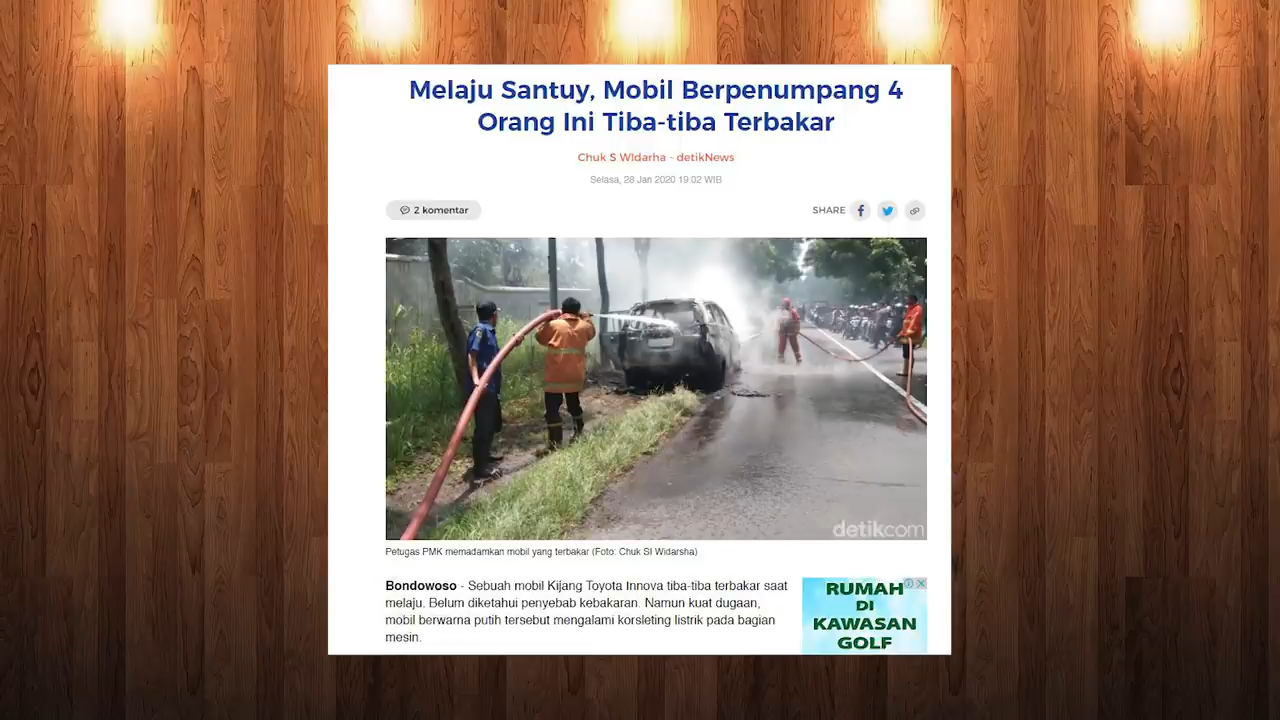 Melaju Santuy, Mobil Berpenumpang 4
Orang Ini Tiba-tiba Terbakar
Chuk S WIdarha - detikNews
Selasa, 28 Jan 2020 19:02 WIB
2 komentar
SHARE
detikcom
Petugas PMK memadamkan mobil yang terbakar (Foto: Chuk SI Widarsha)
Bondowoso - Sebuah mobil Kijang Toyota Innova tiba-tiba terbakar saat
melaju. Belum diketahui penyebab kebakaran. Namun kuat dugaan,
mobil berwarna putih tersebut mengalami korsleting listrik pada bagian
mesin.
RUMAH
DI
KAWASAN
GOLF